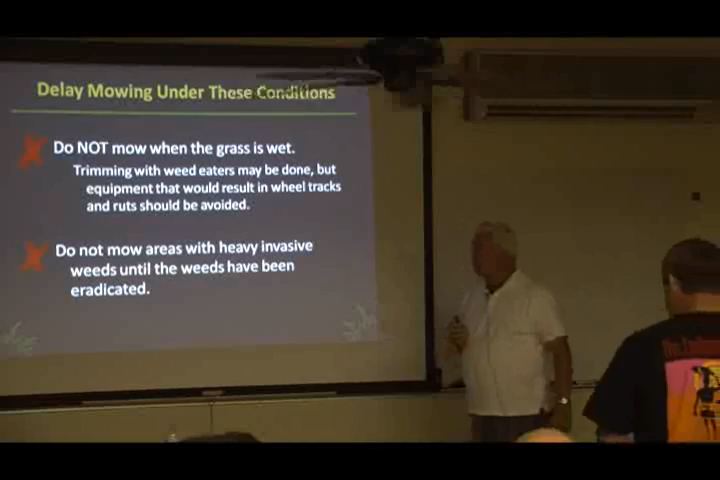 Delay Mowing Under These Conditions
Do NOT mow when the grass is wet.
Trimming with weed eaters may be done, but
equipment that would result in wheel tracks
and ruts should be avoided.
Do not mow areas with heavy invasive
weeds until the weeds have been
eradicated.